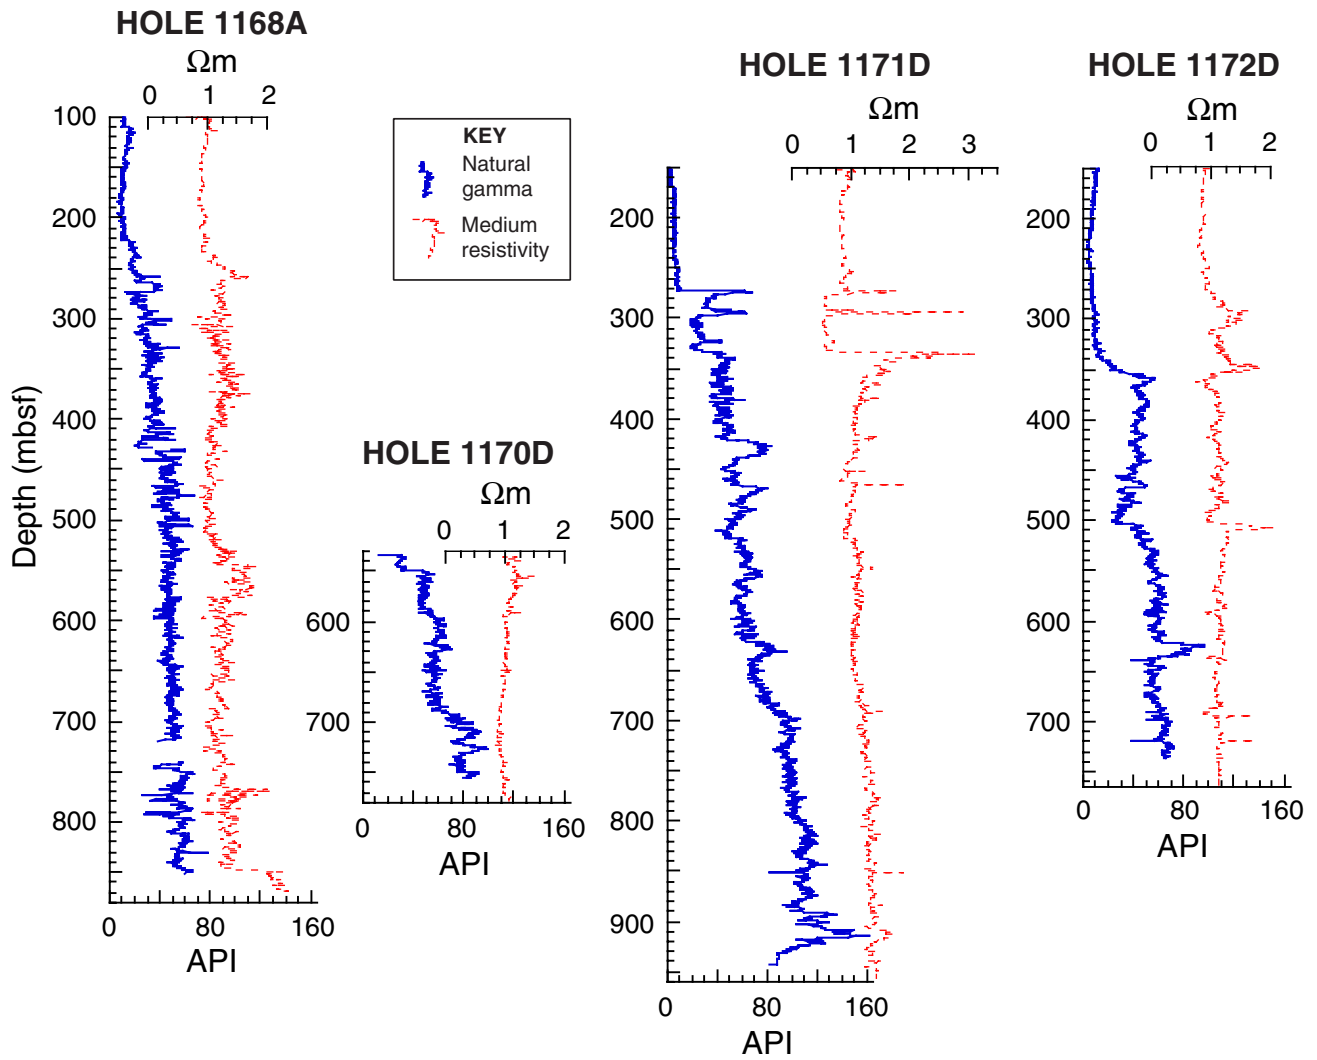 HOLE 1168A
Ωm
0 1 2
100
200
300
400
500
600
700
800
0 80 160
API
Depth (mbsf)
KEY
Natural
gamma
Medium
resistivity
HOLE 1170D
Ωm
0 1 2
600
700
0 80 160
API
HOLE 1171D
Ωm
0 1 2 3
200
300
400
500
600
700
800
900
0 80 160
API
HOLE 1172D
Ωm
0 1 2
200
300
400
500
600
700
0 80 160
API